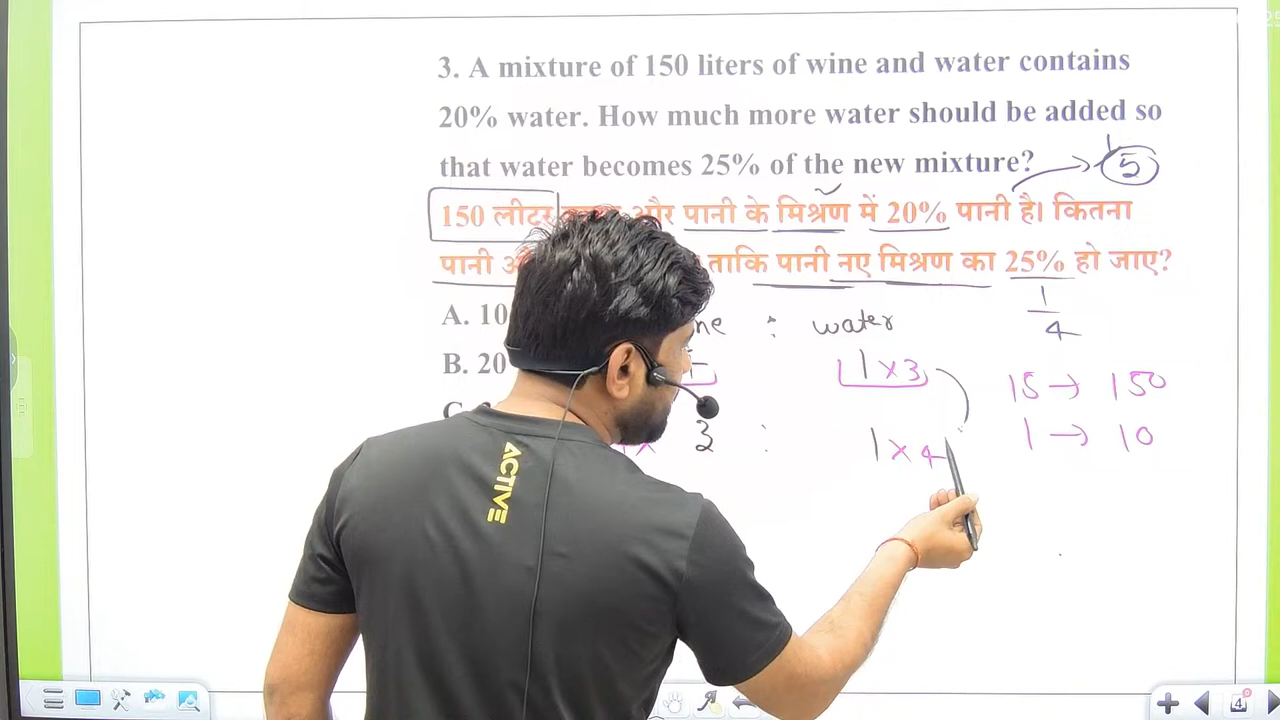 3. A mixture of 150 liters of wine and water contains
20% water. How much more water should be added so
that water becomes 25% of the new mixture? → 5
150 लीटर और पानी के मिश्रण में 20% पानी है। कितना
पानी ताकि पानी नए मिश्रण का 25% हो जाए?
1/4
A. 10 : water
B. 20 1 x 3 15 → 150
3 : 1 x 4 1 → 10
ACTIVE
4